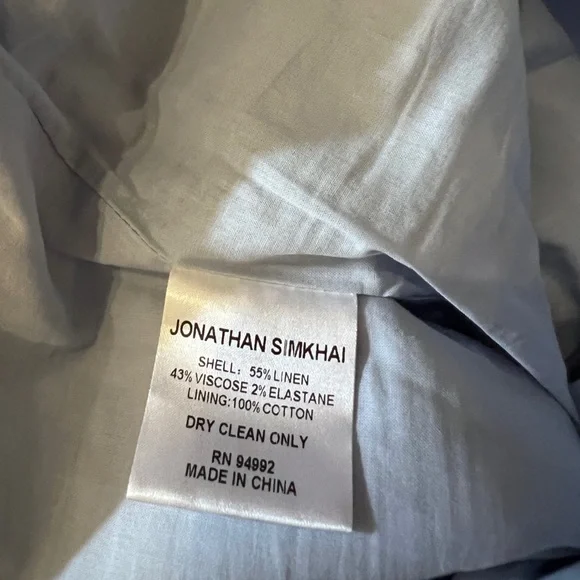 JONATHAN SIMKHAI
SHELL: 55% LINEN
43% VISCOSE 2% ELASTANE
LINING:100% COTTON
DRY CLEAN ONLY
RN 94992
MADE IN CHINA